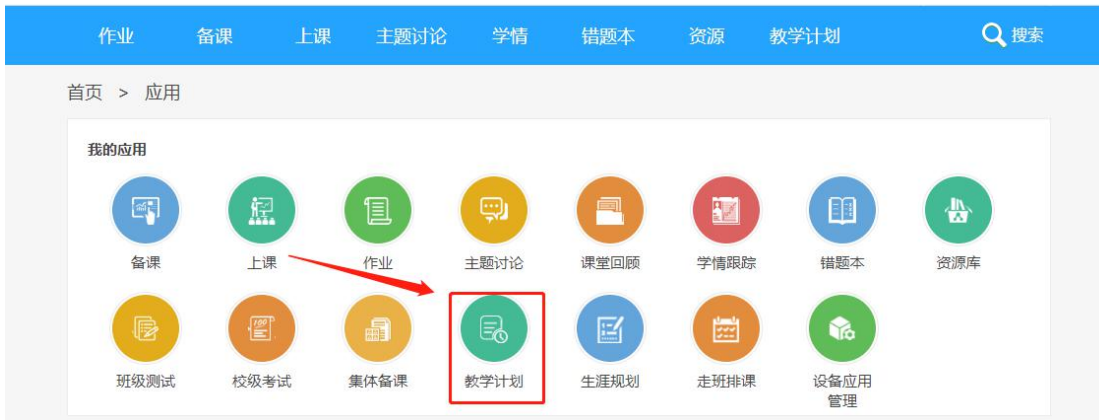 作业 备课 上课 主题讨论 学情 错题本 资源 教学计划 搜索
首页 > 应用
我的应用
备课 上课 作业 主题讨论 课堂回顾 学情跟踪 错题本 资源库
100
班级测试 校级考试 集体备课 教学计划 生涯规划 走班排课 设备应用
管理